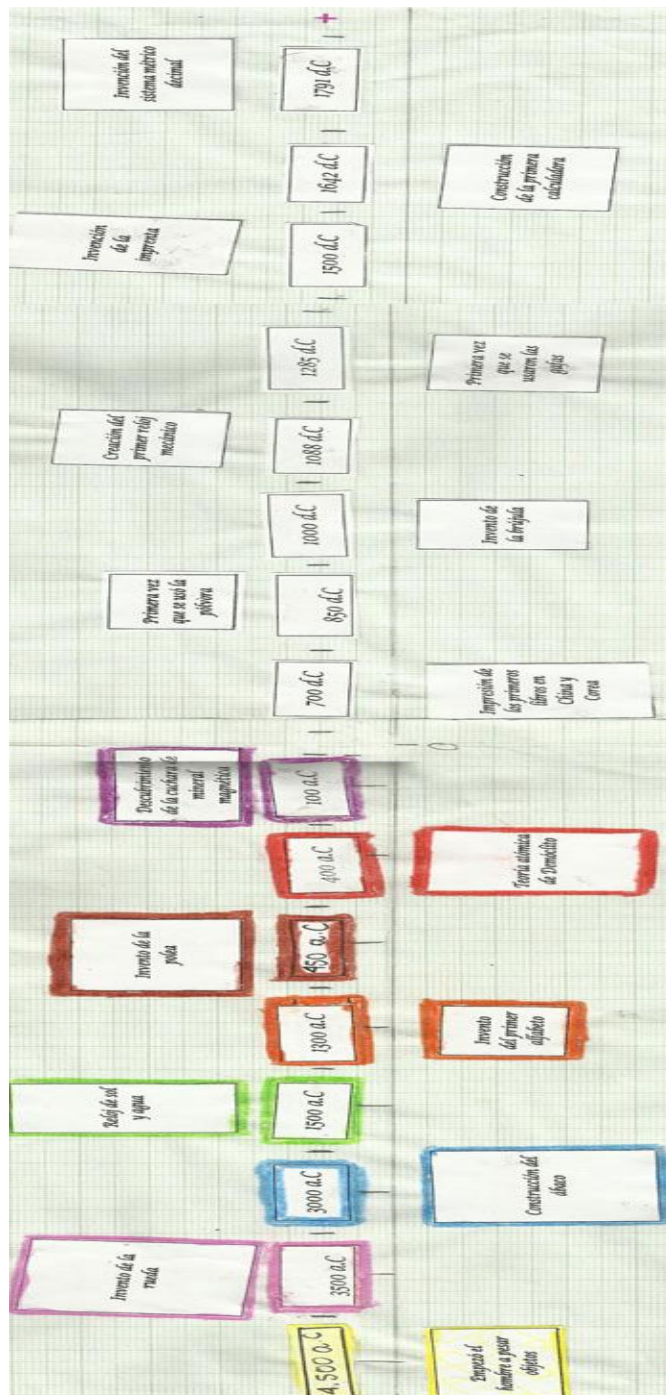 Invento de la
rueda
Reloj de sol
y agua
Invento de la
polea
Descubrimiento
de la cuchara de
mineral
magnética
Primera vez
que se usó la
pólvora
Creación del
primer reloj
mecánico
Invención
de la
imprenta
Invención del
sistema métrico
decimal
4.500 a.C
3500 a.C
3000 a.C
1500 a.C
1300 a.C
450 a.C
400 a.C
100 a.C
700 d.C
850 d.C
1000 d.C
1088 d.C
1285 d.C
1500 d.C
1642 d.C
1791 d.C
+
0
Empezó el
hombre a pesar
objetos
Construcción del
ábaco
Invento
del primer
alfabeto
Teoría atómica
de Demóclito
Impresión de
los primeros
libros en
China y
Corea
Invento de
la brújula
Primera vez
que se
usaron las
gafas
Construcción
de la primera
calculadora